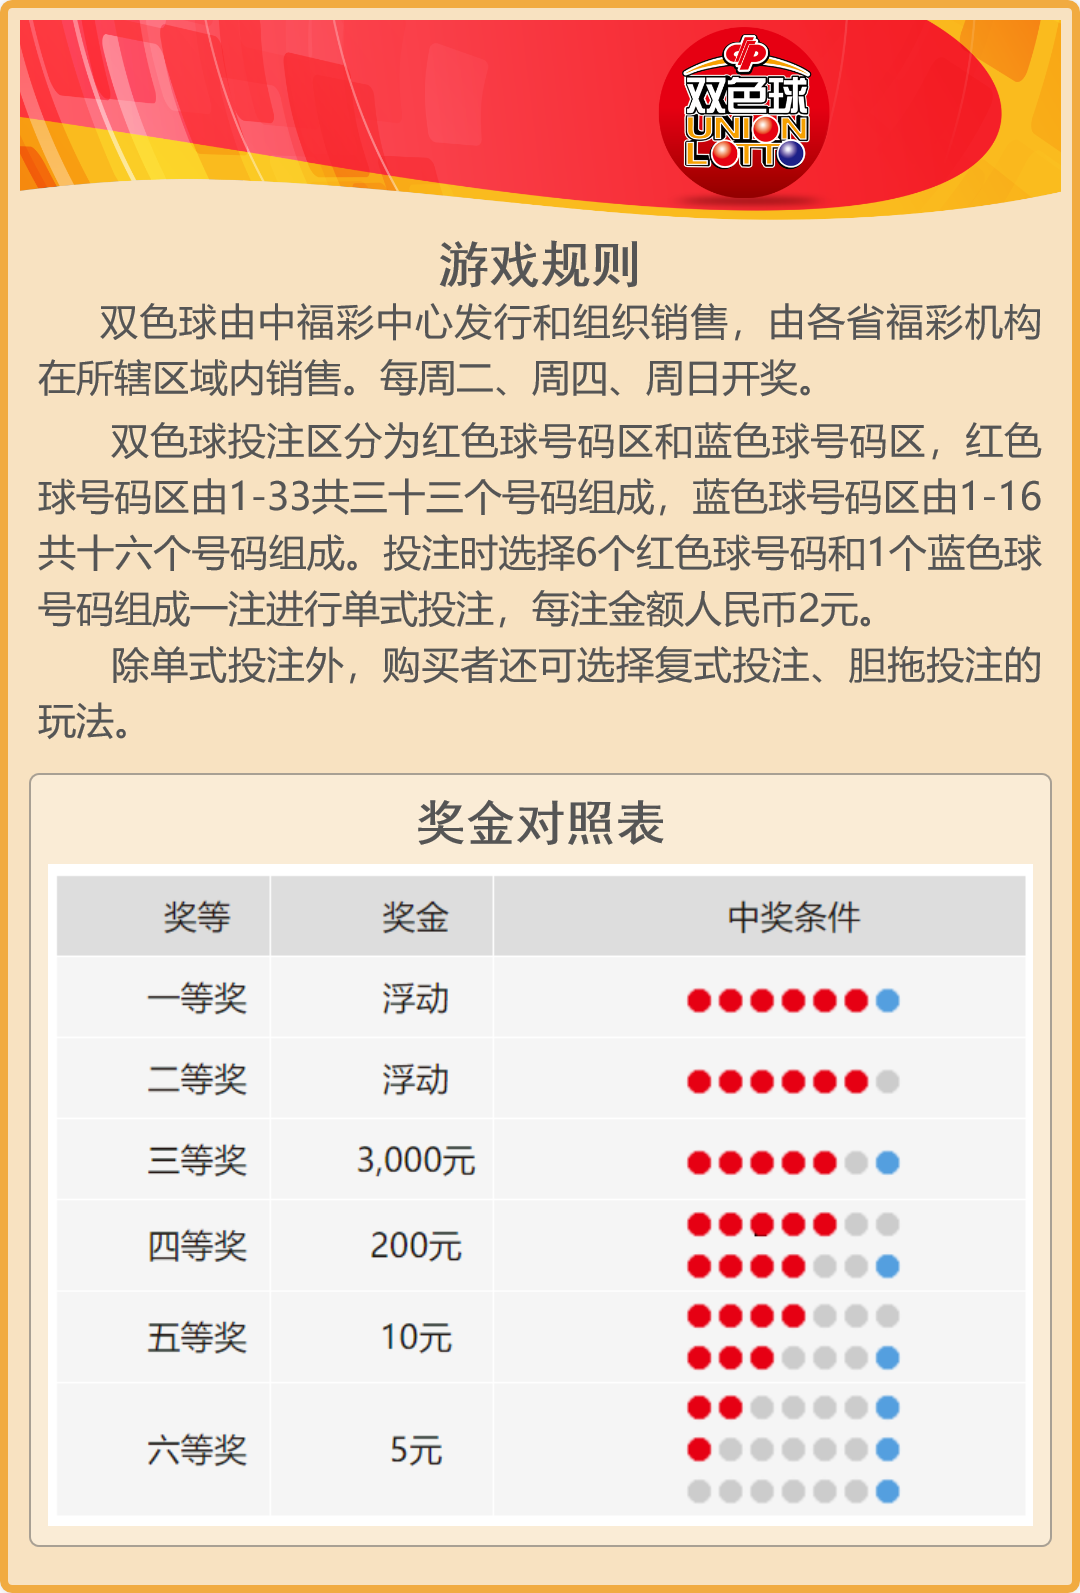 双色球
UNION
LOTTO
游戏规则
双色球由中福彩中心发行和组织销售，由各省福彩机构
在所辖区域内销售。每周二、周四、周日开奖。
双色球投注区分为红色球号码区和蓝色球号码区，红色
球号码区由1-33共三十三个号码组成，蓝色球号码区由1-16
共十六个号码组成。投注时选择6个红色球号码和1个蓝色球
号码组成一注进行单式投注，每注金额人民币2元。
除单式投注外，购买者还可选择复式投注、胆拖投注的
玩法。
奖金对照表
奖等 奖金 中奖条件
一等奖 浮动
二等奖 浮动
三等奖 3,000元
四等奖 200元
五等奖 10元
六等奖 5元